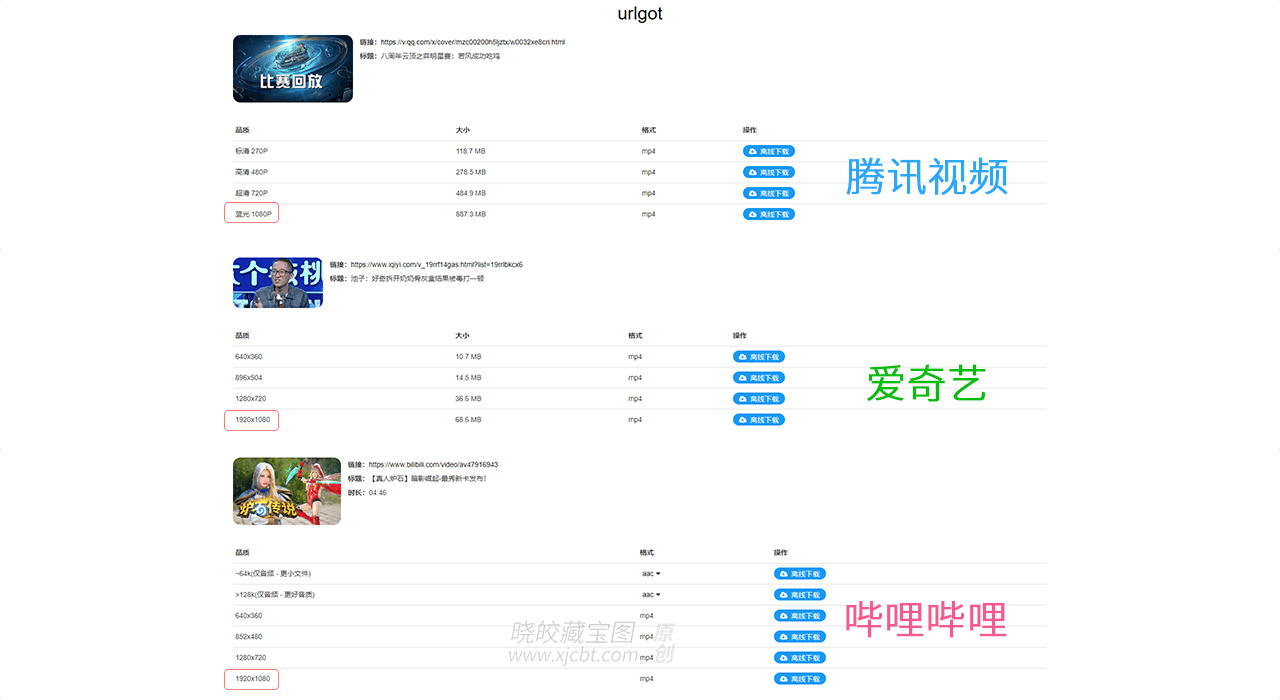 urlgot
比赛回放
链接：https://v.qq.com/x/cover/mzc00200h5ljztx/w0032xe8cri.html
标题：八周年云顶之弈明星赛：若风成功吃鸡
品质 大小 格式 操作
标清 270P 118.7 MB mp4 离线下载
高清 480P 278.5 MB mp4 离线下载
腾讯视频
超清 720P 484.9 MB mp4 离线下载
蓝光 1080P 887.3 MB mp4 离线下载
链接：https://www.iqiyi.com/v_19rrf14gas.html?list=19rrlbkcx6
标题：池子：好奇拆开奶奶骨灰盒结果被毒打一顿
品质 大小 格式 操作
640x360 10.7 MB mp4 离线下载
896x504 14.5 MB mp4 离线下载
爱奇艺
1280x720 36.6 MB mp4 离线下载
1920x1080 68.6 MB mp4 离线下载
炉石传说
链接：https://www.bilibili.com/video/av47916943
标题：【真人炉石】暗影崛起-最秀新卡发布!
时长：04:46
品质 格式 操作
~64k(仅音频 - 更小文件) aac 离线下载
>128k(仅音频 - 更好音质) aac 离线下载
640x360 mp4 离线下载
哔哩哔哩
852x480 mp4 离线下载
1280x720 mp4 离线下载
1920x1080 mp4 离线下载
晓皎藏宝图 原创
www.xjcbt.com